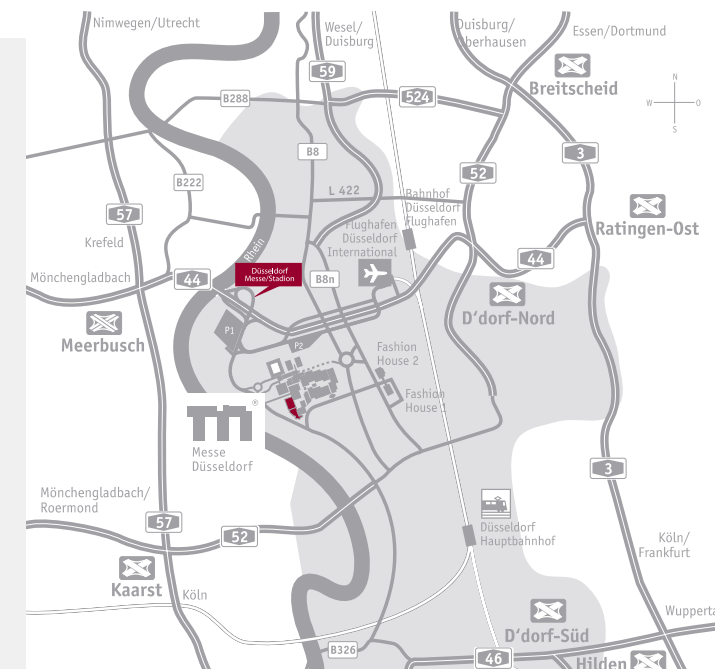 Nimwegen/Utrecht
Wesel/
Duisburg
Duisburg/
Oberhausen
Essen/Dortmund
59
Breitscheid
N
W
O
S
B288
524
B8
3
52
B222
L 422
57
Bahnhof
Düsseldorf
Flughafen
Ratingen-Ost
Krefeld
Flughafen
Düsseldorf
International
Rhein
44
Mönchengladbach
44
Düsseldorf
Messe/Stadion
B8n
D'dorf-Nord
Meerbusch
P1
P2
Fashion
House 2
Fashion
House 1
®
Messe
Düsseldorf
3
Mönchengladbach/
Roermond
57
52
Düsseldorf
Hauptbahnhof
Köln/
Frankfurt
Kaarst
Köln
Wupperta
D'dorf-Süd
B326
46
Hilden